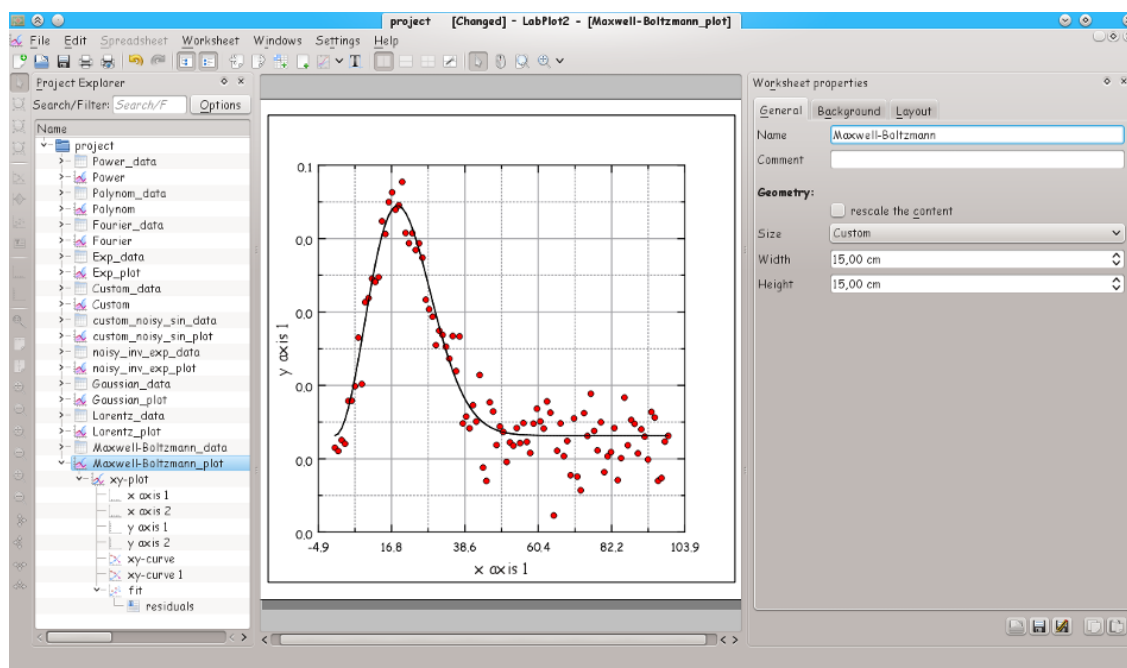 project [Changed] - LabPlot2 - [Maxwell-Boltzmann_plot]
File Edit Spreadsheet Worksheet Windows Settings Help
T
Project Explorer
Search/Filter: Search/F Options
Name
project
Power_data
Power
Polynom_data
Polynom
Fourier_data
Fourier
Exp_data
Exp_plot
Custom_data
Custom
custom_noisy_sin_data
custom_noisy_sin_plot
noisy_inv_exp_data
noisy_inv_exp_plot
Gaussian_data
Gaussian_plot
Lorentz_data
Lorentz_plot
Maxwell-Boltzmann_data
Maxwell-Boltzmann_plot
xy-plot
x axis 1
x axis 2
y axis 1
y axis 2
xy-curve
xy-curve 1
fit
residuals
0.1
0.0
0.0
0.0
0.0
0.0
y axis 1
-4.9 16.8 38.6 60.4 82.2 103.9
x axis 1
Worksheet properties
General Background Layout
Name Maxwell-Boltzmann
Comment
Geometry:
rescale the content
Size Custom
Width 15,00 cm
Height 15,00 cm